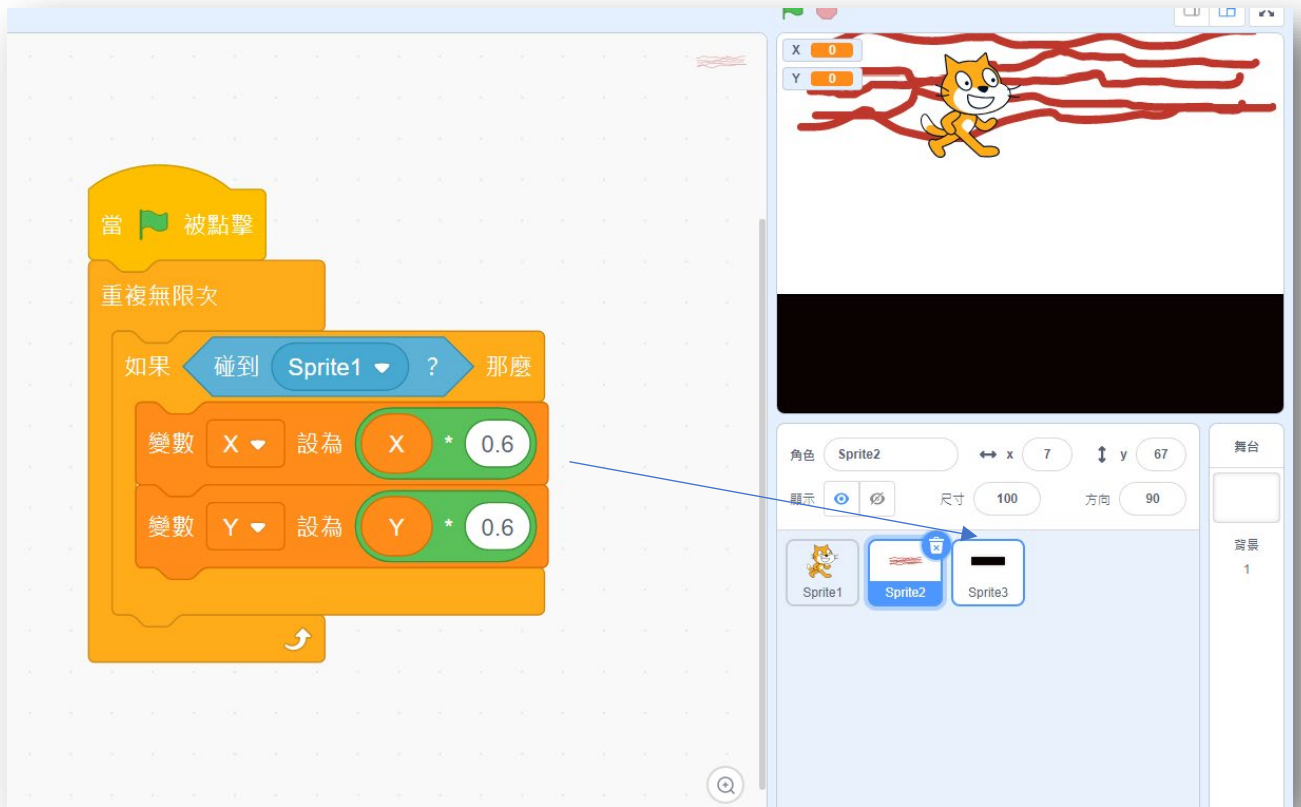 當 被點擊
重複無限次
如果 碰到 Sprite1 ? 那麼
變數 X 設為 X * 0.6
變數 Y 設為 Y * 0.6
X 0
Y 0
角色 Sprite2 x 7 y 67
顯示 尺寸 100 方向 90
Sprite1 Sprite2 Sprite3
舞台
背景
1